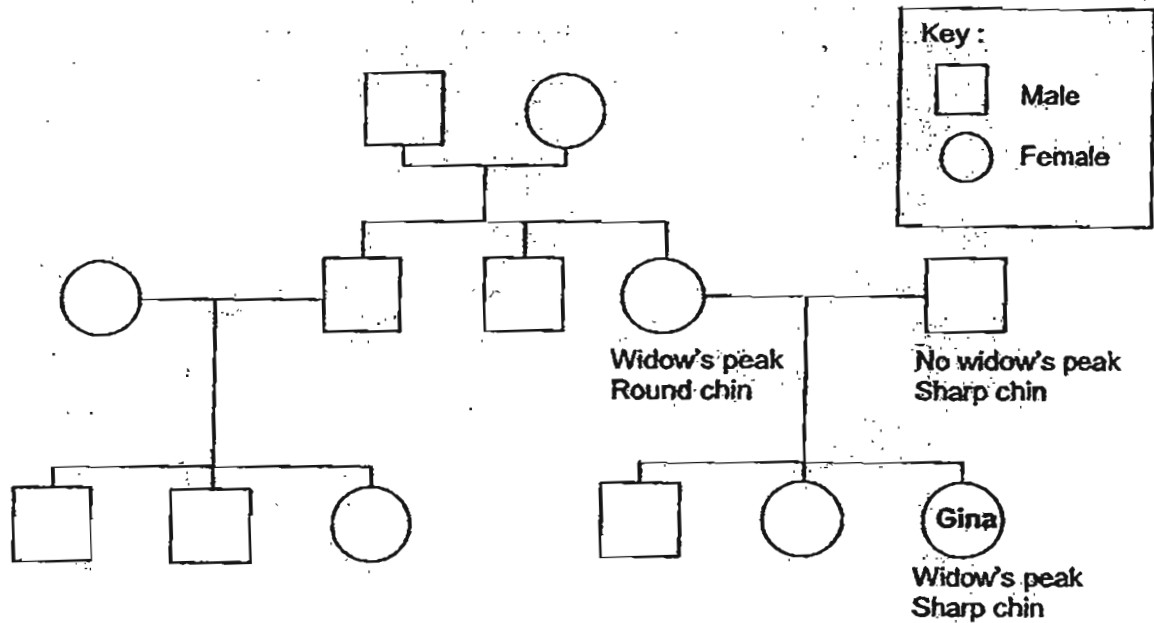 Key :
Male
Female
Widow's peak
Round chin
No widow's peak
Sharp chin
Gina
Widow's peak
Sharp chin